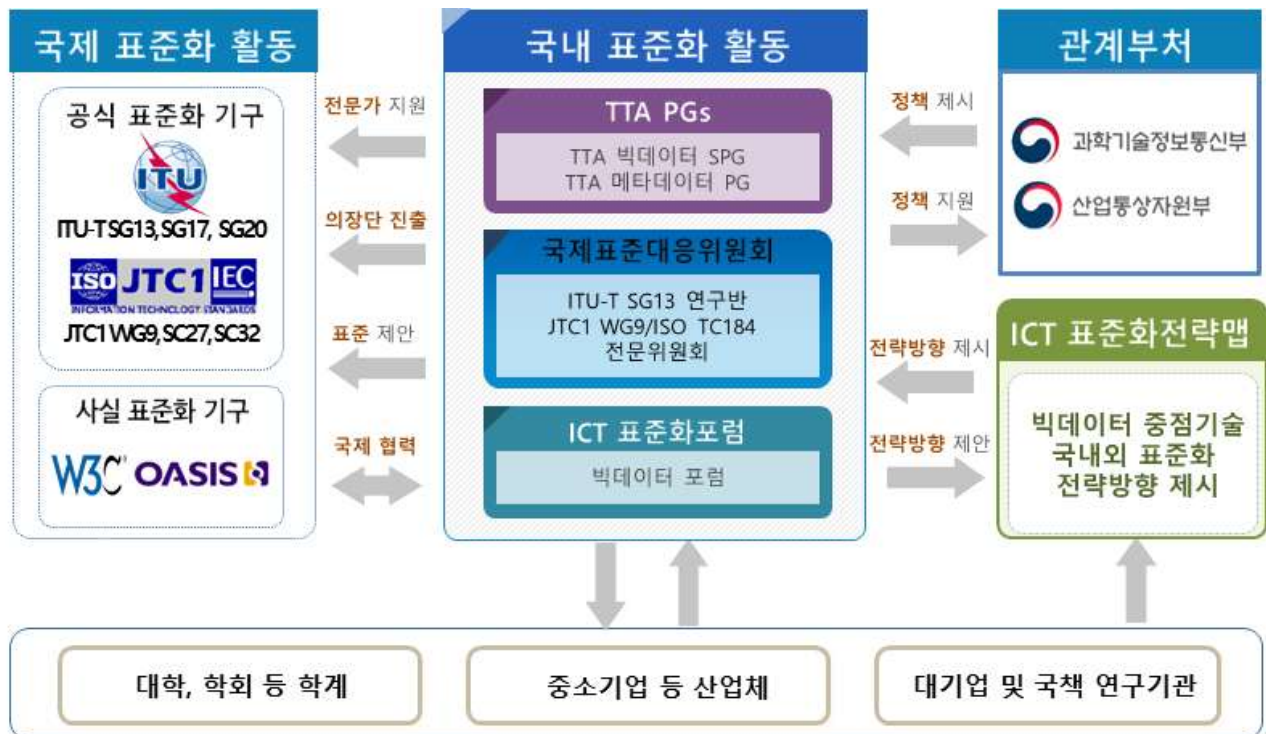 국제 표준화 활동
공식 표준화 기구
ITU
ITU-T SG13, SG17, SG20
ISO JTC1 IEC
INFORMATION TECHNOLOGY STANDARDS
JTC1 WG9, SC27, SC32
사실 표준화 기구
W3C OASIS
전문가 지원
의장단 진출
표준 제안
국제 협력
국내 표준화 활동
TTA PGs
TTA 빅데이터 SPG
TTA 메타데이터 PG
국제표준대응위원회
ITU-T SG13 연구반
JTC1 WG9/ISO TC184
전문위원회
ICT 표준화포럼
빅데이터 포럼
정책 제시
정책 지원
전략방향 제시
전략방향 제안
관계부처
과학기술정보통신부
산업통상자원부
ICT 표준화전략맵
빅데이터 중점기술
국내외 표준화
전략방향 제시
대학, 학회 등 학계
중소기업 등 산업체
대기업 및 국책 연구기관